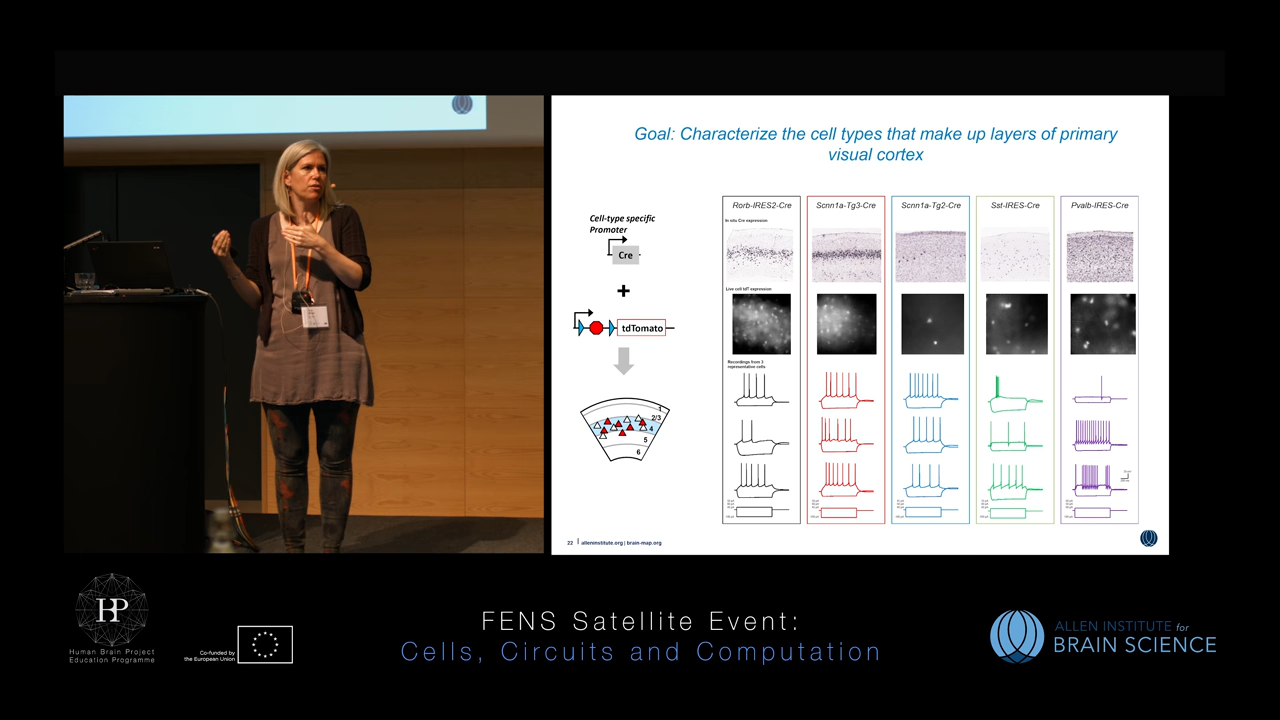 Goal: Characterize the cell types that make up layers of primary
visual cortex
Cell-type specific
Promoter
Cre
+
tdTomato
1
2/3
4
5
6
Rorb-IRES2-Cre
Scnn1a-Tg3-Cre
Scnn1a-Tg2-Cre
Sst-IRES-Cre
Pvalb-IRES-Cre
In situ Cre expression
Live cell tdT expression
Recordings from 3
representative cells
22 | alleninstitute.org | brain-map.org
HBP
Human Brain Project
Education Programme
Co-funded by
the European Union
FENS Satellite Event:
Cells, Circuits and Computation
ALLEN INSTITUTE for
BRAIN SCIENCE